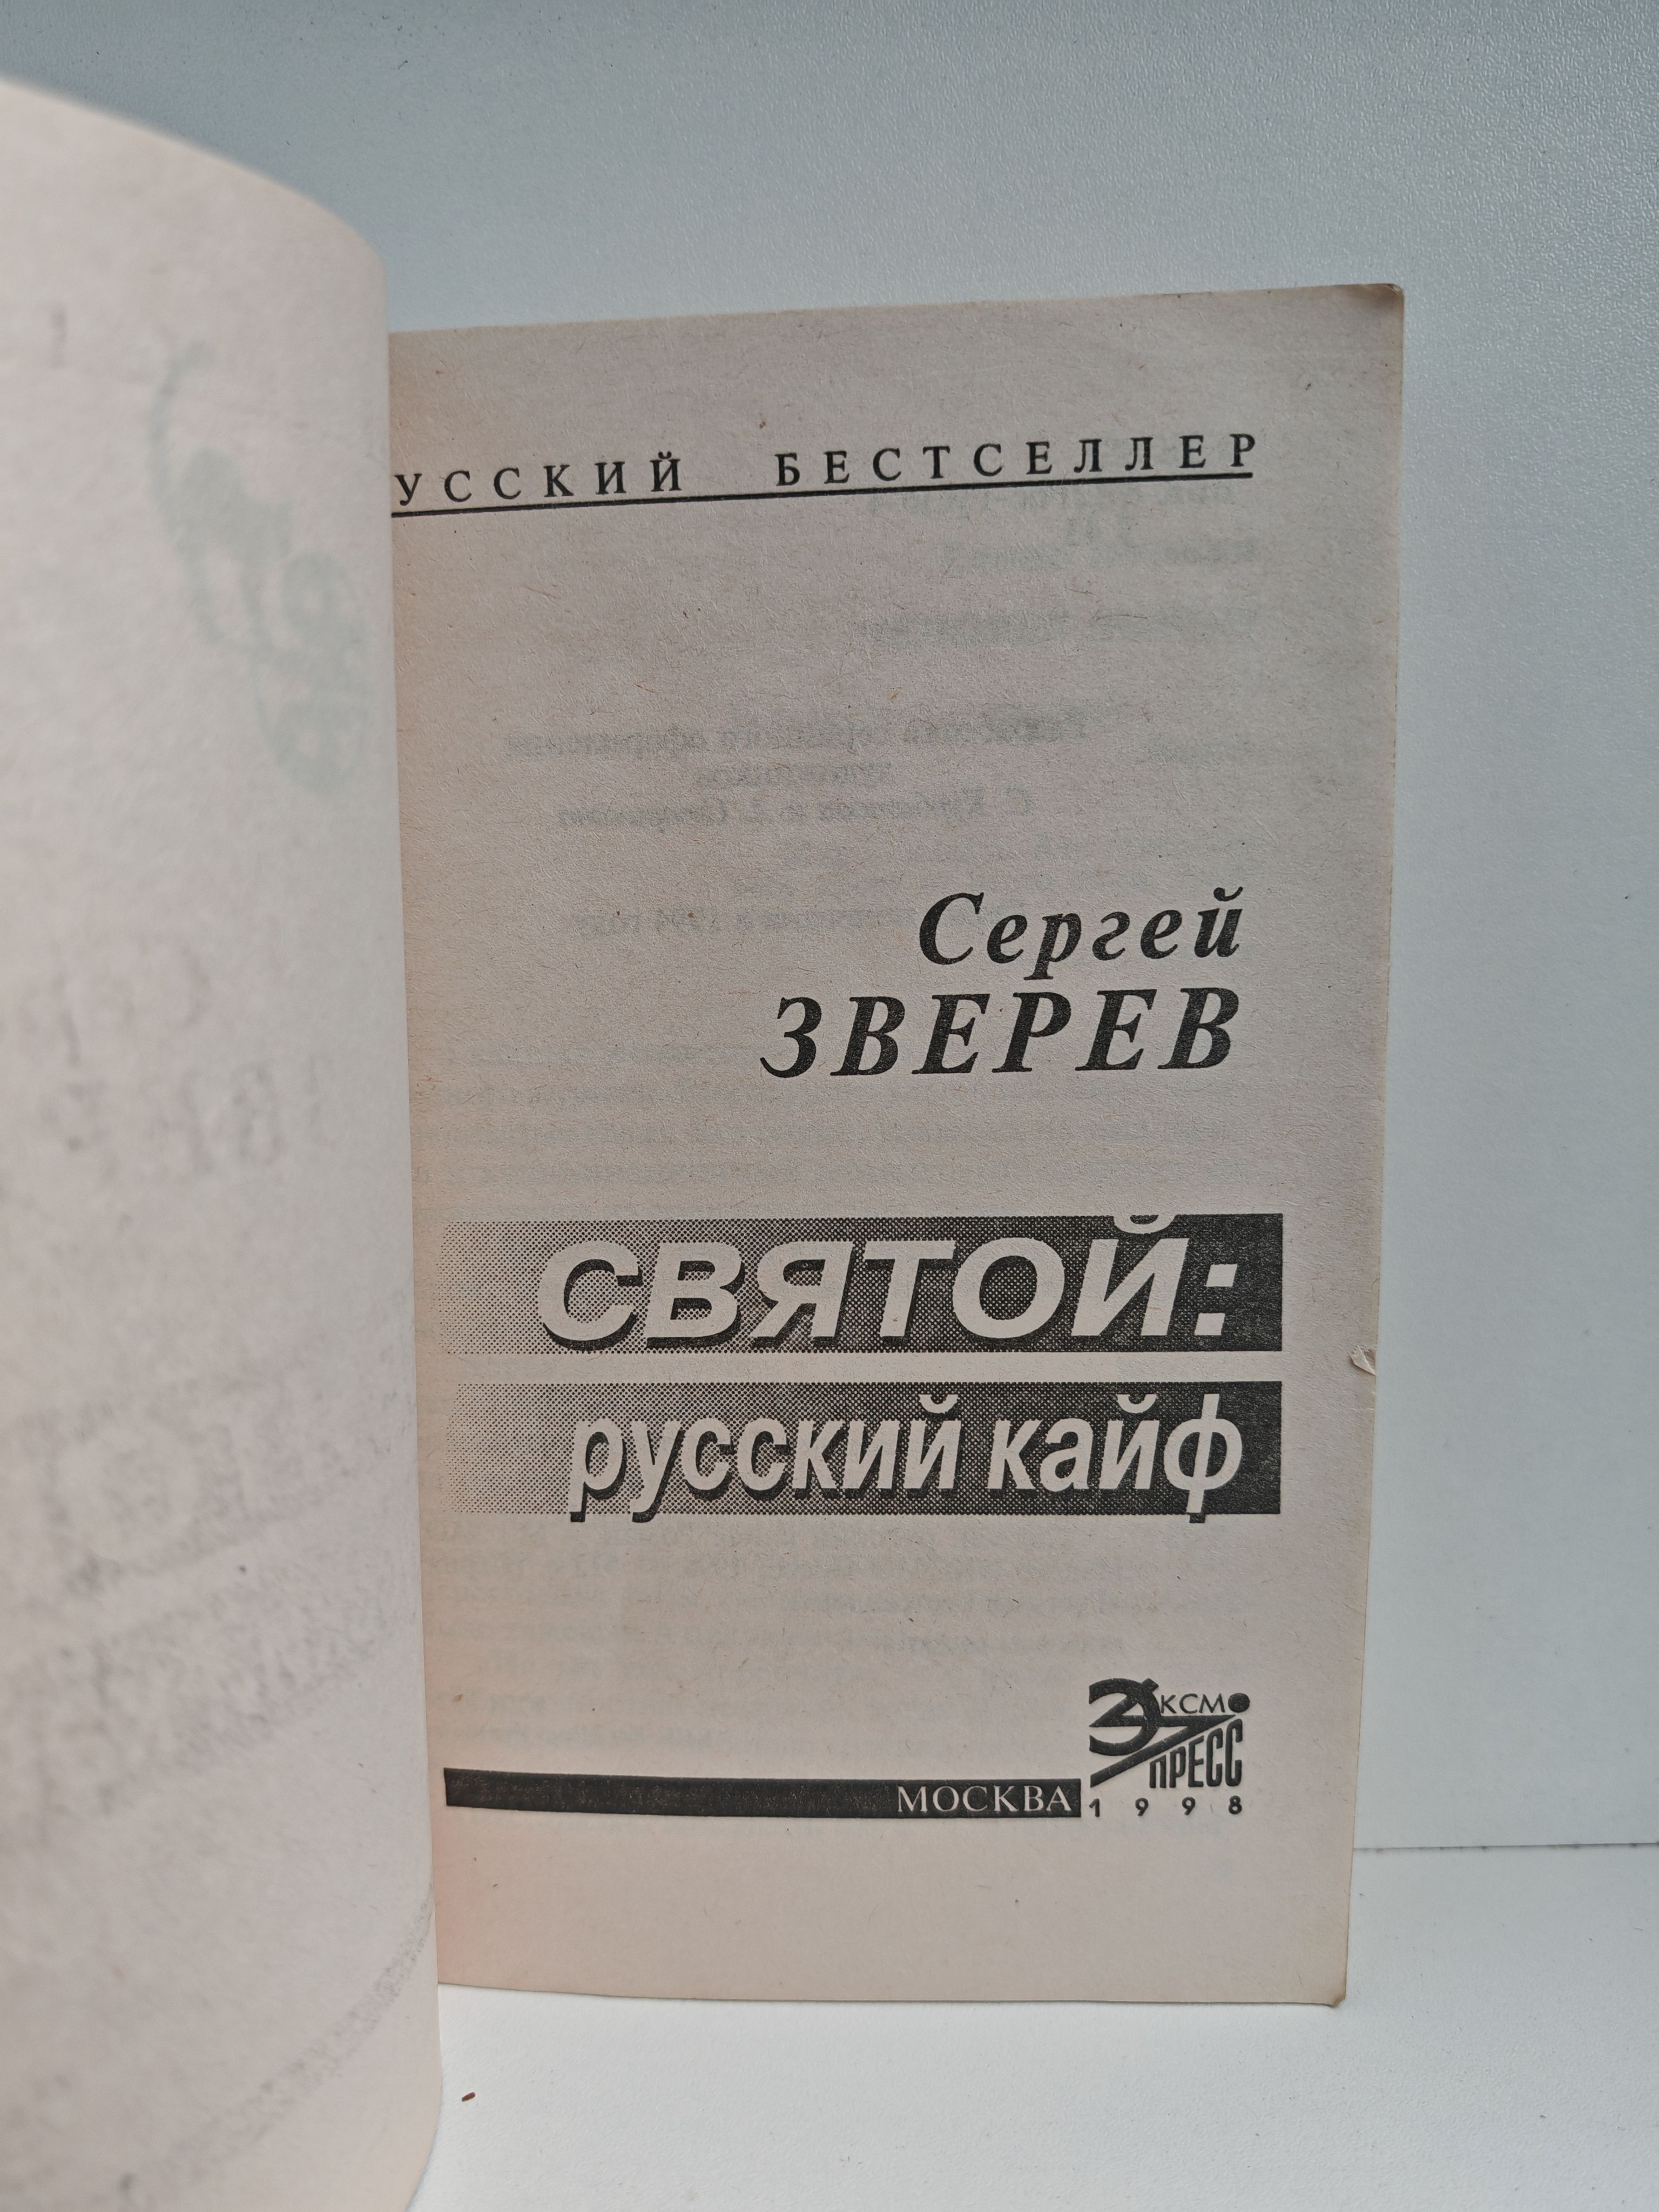 УССКИЙ БЕСТСЕЛЛЕР
Сергей
ЗВЕРЕВ
СВЯТОЙ:
русский кайф
ЭКСМО
ПРЕСС
МОСКВА
1998